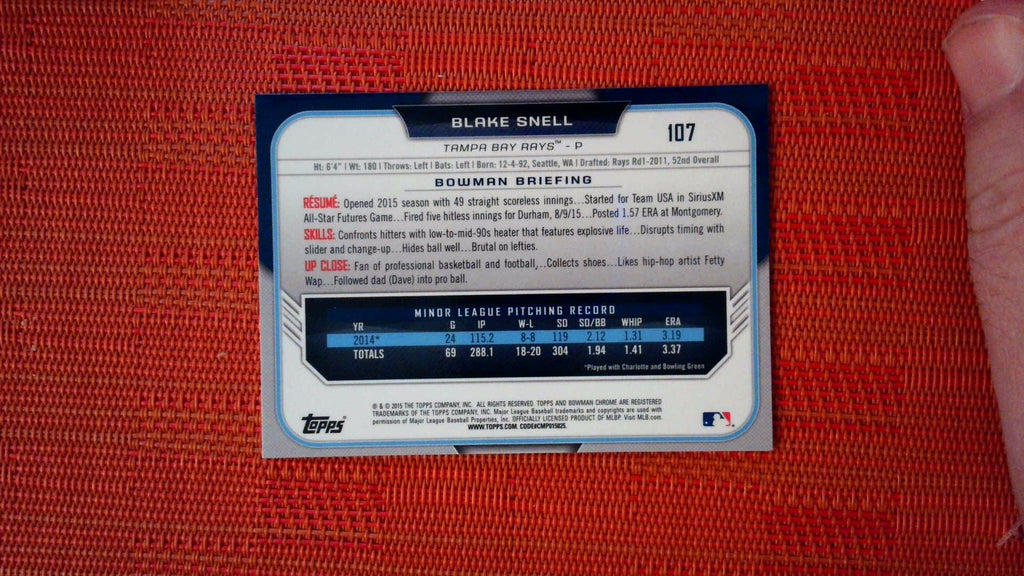 BLAKE SNELL
107
TAMPA BAY RAYS™ - P
Ht: 6'4" | Wt: 180 | Throws: Left | Bats: Left | Born: 12-4-92, Seattle, WA | Drafted: Rays Rd1-2011, 52nd Overall
BOWMAN BRIEFING
RÉSUMÉ: Opened 2015 season with 49 straight scoreless innings...Started for Team USA in SiriusXM
All-Star Futures Game...Fired five hitless innings for Durham, 8/9/15...Posted 1.57 ERA at Montgomery.
SKILLS: Confronts hitters with low-to-mid-90s heater that features explosive life...Disrupts timing with
slider and change-up...Hides ball well...Brutal on lefties.
UP CLOSE: Fan of professional basketball and football,...Collects shoes...Likes hip-hop artist Fetty
Wap...Followed dad (Dave) into pro ball.
MINOR LEAGUE PITCHING RECORD
YR G IP W-L SO SO/BB WHIP ERA
2014* 24 115.2 8-8 119 2.12 1.31 3.19
TOTALS 69 288.1 18-20 304 1.94 1.41 3.37
*Played with Charlotte and Bowling Green
® & © 2015 THE TOPPS COMPANY, INC. ALL RIGHTS RESERVED. TOPPS AND BOWMAN CHROME ARE REGISTERED
TRADEMARKS OF THE TOPPS COMPANY, INC. Major League Baseball trademarks and copyrights are used with
permission of Major League Baseball Properties, Inc. OFFICIALLY LICENSED PRODUCT OF MLBP Visit MLB.com.
WWW.TOPPS.COM. CODE#CMP015025.
Topps